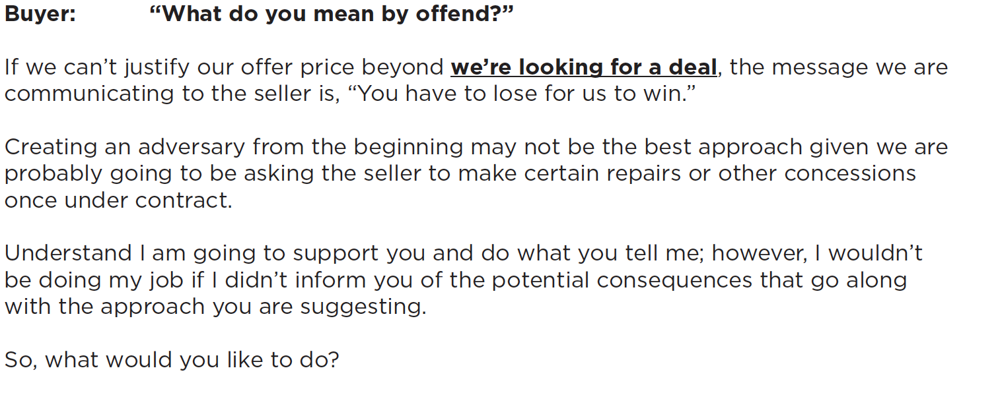 Buyer: “What do you mean by offend?”
If we can’t justify our offer price beyond we’re looking for a deal, the message we are
communicating to the seller is, “You have to lose for us to win.”
Creating an adversary from the beginning may not be the best approach given we are
probably going to be asking the seller to make certain repairs or other concessions
once under contract.
Understand I am going to support you and do what you tell me; however, I wouldn’t
be doing my job if I didn’t inform you of the potential consequences that go along
with the approach you are suggesting.
So, what would you like to do?